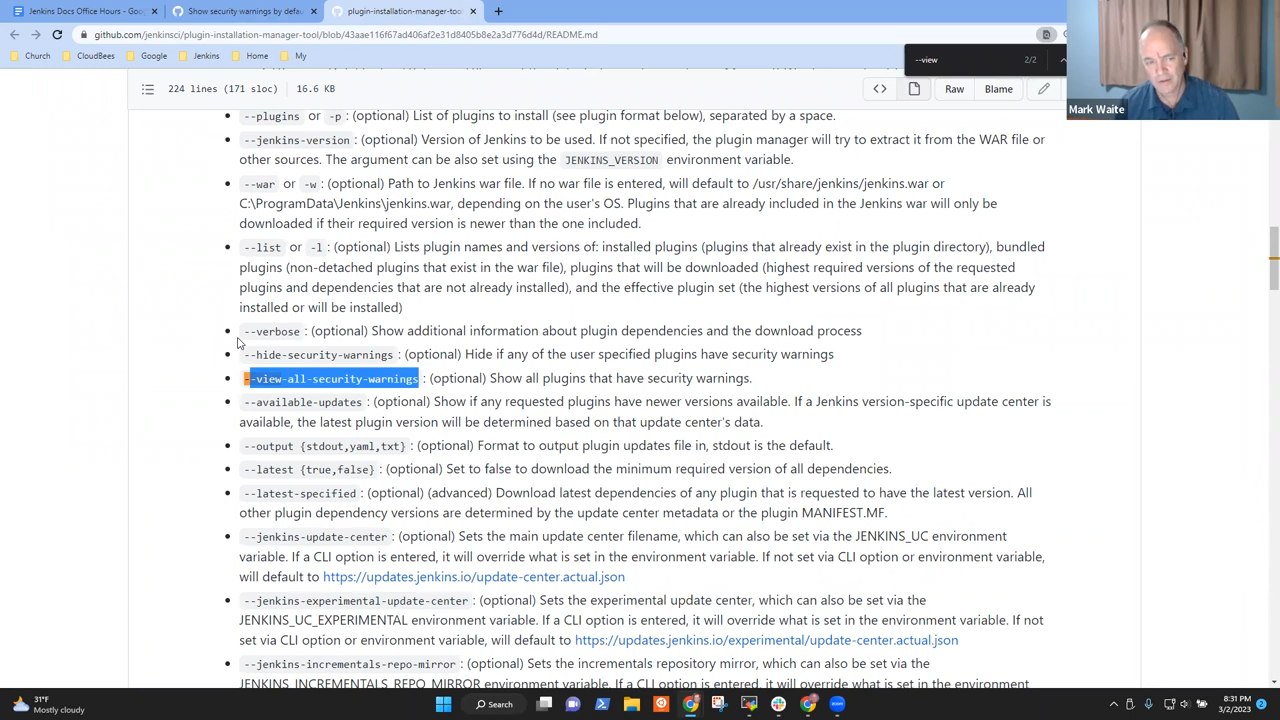 Jenkins Docs Office Hours - Goog
Show security warnings by defau
plugin-installation-manager-tool
github.com/jenkinsci/plugin-installation-manager-tool/blob/43aae116f67ad406af2e31d8405b8e2a3d776d4d/README.md
Church
CloudBees
Google
Jenkins
Home
My
--view
2/2
224 lines (171 sloc)
16.6 KB
Raw
Blame
Mark Waite
--plugins or -p : (optional) List of plugins to install (see plugin format below), separated by a space.
--jenkins-version : (optional) Version of Jenkins to be used. If not specified, the plugin manager will try to extract it from the WAR file or
other sources. The argument can be also set using the JENKINS_VERSION environment variable.
--war or -w : (optional) Path to Jenkins war file. If no war file is entered, will default to /usr/share/jenkins/jenkins.war or
C:\ProgramData\Jenkins\jenkins.war, depending on the user's OS. Plugins that are already included in the Jenkins war will only be
downloaded if their required version is newer than the one included.
--list or -l : (optional) Lists plugin names and versions of: installed plugins (plugins that already exist in the plugin directory), bundled
plugins (non-detached plugins that exist in the war file), plugins that will be downloaded (highest required versions of the requested
plugins and dependencies that are not already installed), and the effective plugin set (the highest versions of all plugins that are already
installed or will be installed)
--verbose : (optional) Show additional information about plugin dependencies and the download process
--hide-security-warnings : (optional) Hide if any of the user specified plugins have security warnings
--view-all-security-warnings : (optional) Show all plugins that have security warnings.
--available-updates : (optional) Show if any requested plugins have newer versions available. If a Jenkins version-specific update center is
available, the latest plugin version will be determined based on that update center's data.
--output {stdout,yaml,txt} : (optional) Format to output plugin updates file in, stdout is the default.
--latest {true,false} : (optional) Set to false to download the minimum required version of all dependencies.
--latest-specified : (optional) (advanced) Download latest dependencies of any plugin that is requested to have the latest version. All
other plugin dependency versions are determined by the update center metadata or the plugin MANIFEST.MF.
--jenkins-update-center : (optional) Sets the main update center filename, which can also be set via the JENKINS_UC environment
variable. If a CLI option is entered, it will override what is set in the environment variable. If not set via CLI option or environment variable,
will default to https://updates.jenkins.io/update-center.actual.json
--jenkins-experimental-update-center : (optional) Sets the experimental update center, which can also be set via the
JENKINS_UC_EXPERIMENTAL environment variable. If a CLI option is entered, it will override what is set in the environment variable. If not
set via CLI option or environment variable, will default to https://updates.jenkins.io/experimental/update-center.actual.json
--jenkins-incrementals-repo-mirror : (optional) Sets the incrementals repository mirror, which can also be set via the
JENKINS_INCREMENTALS_REPO_MIRROR environment variable. If a CLI option is entered, it will override what is set in the environment
31°F
Mostly cloudy
Search
8:31 PM
3/2/2023
2